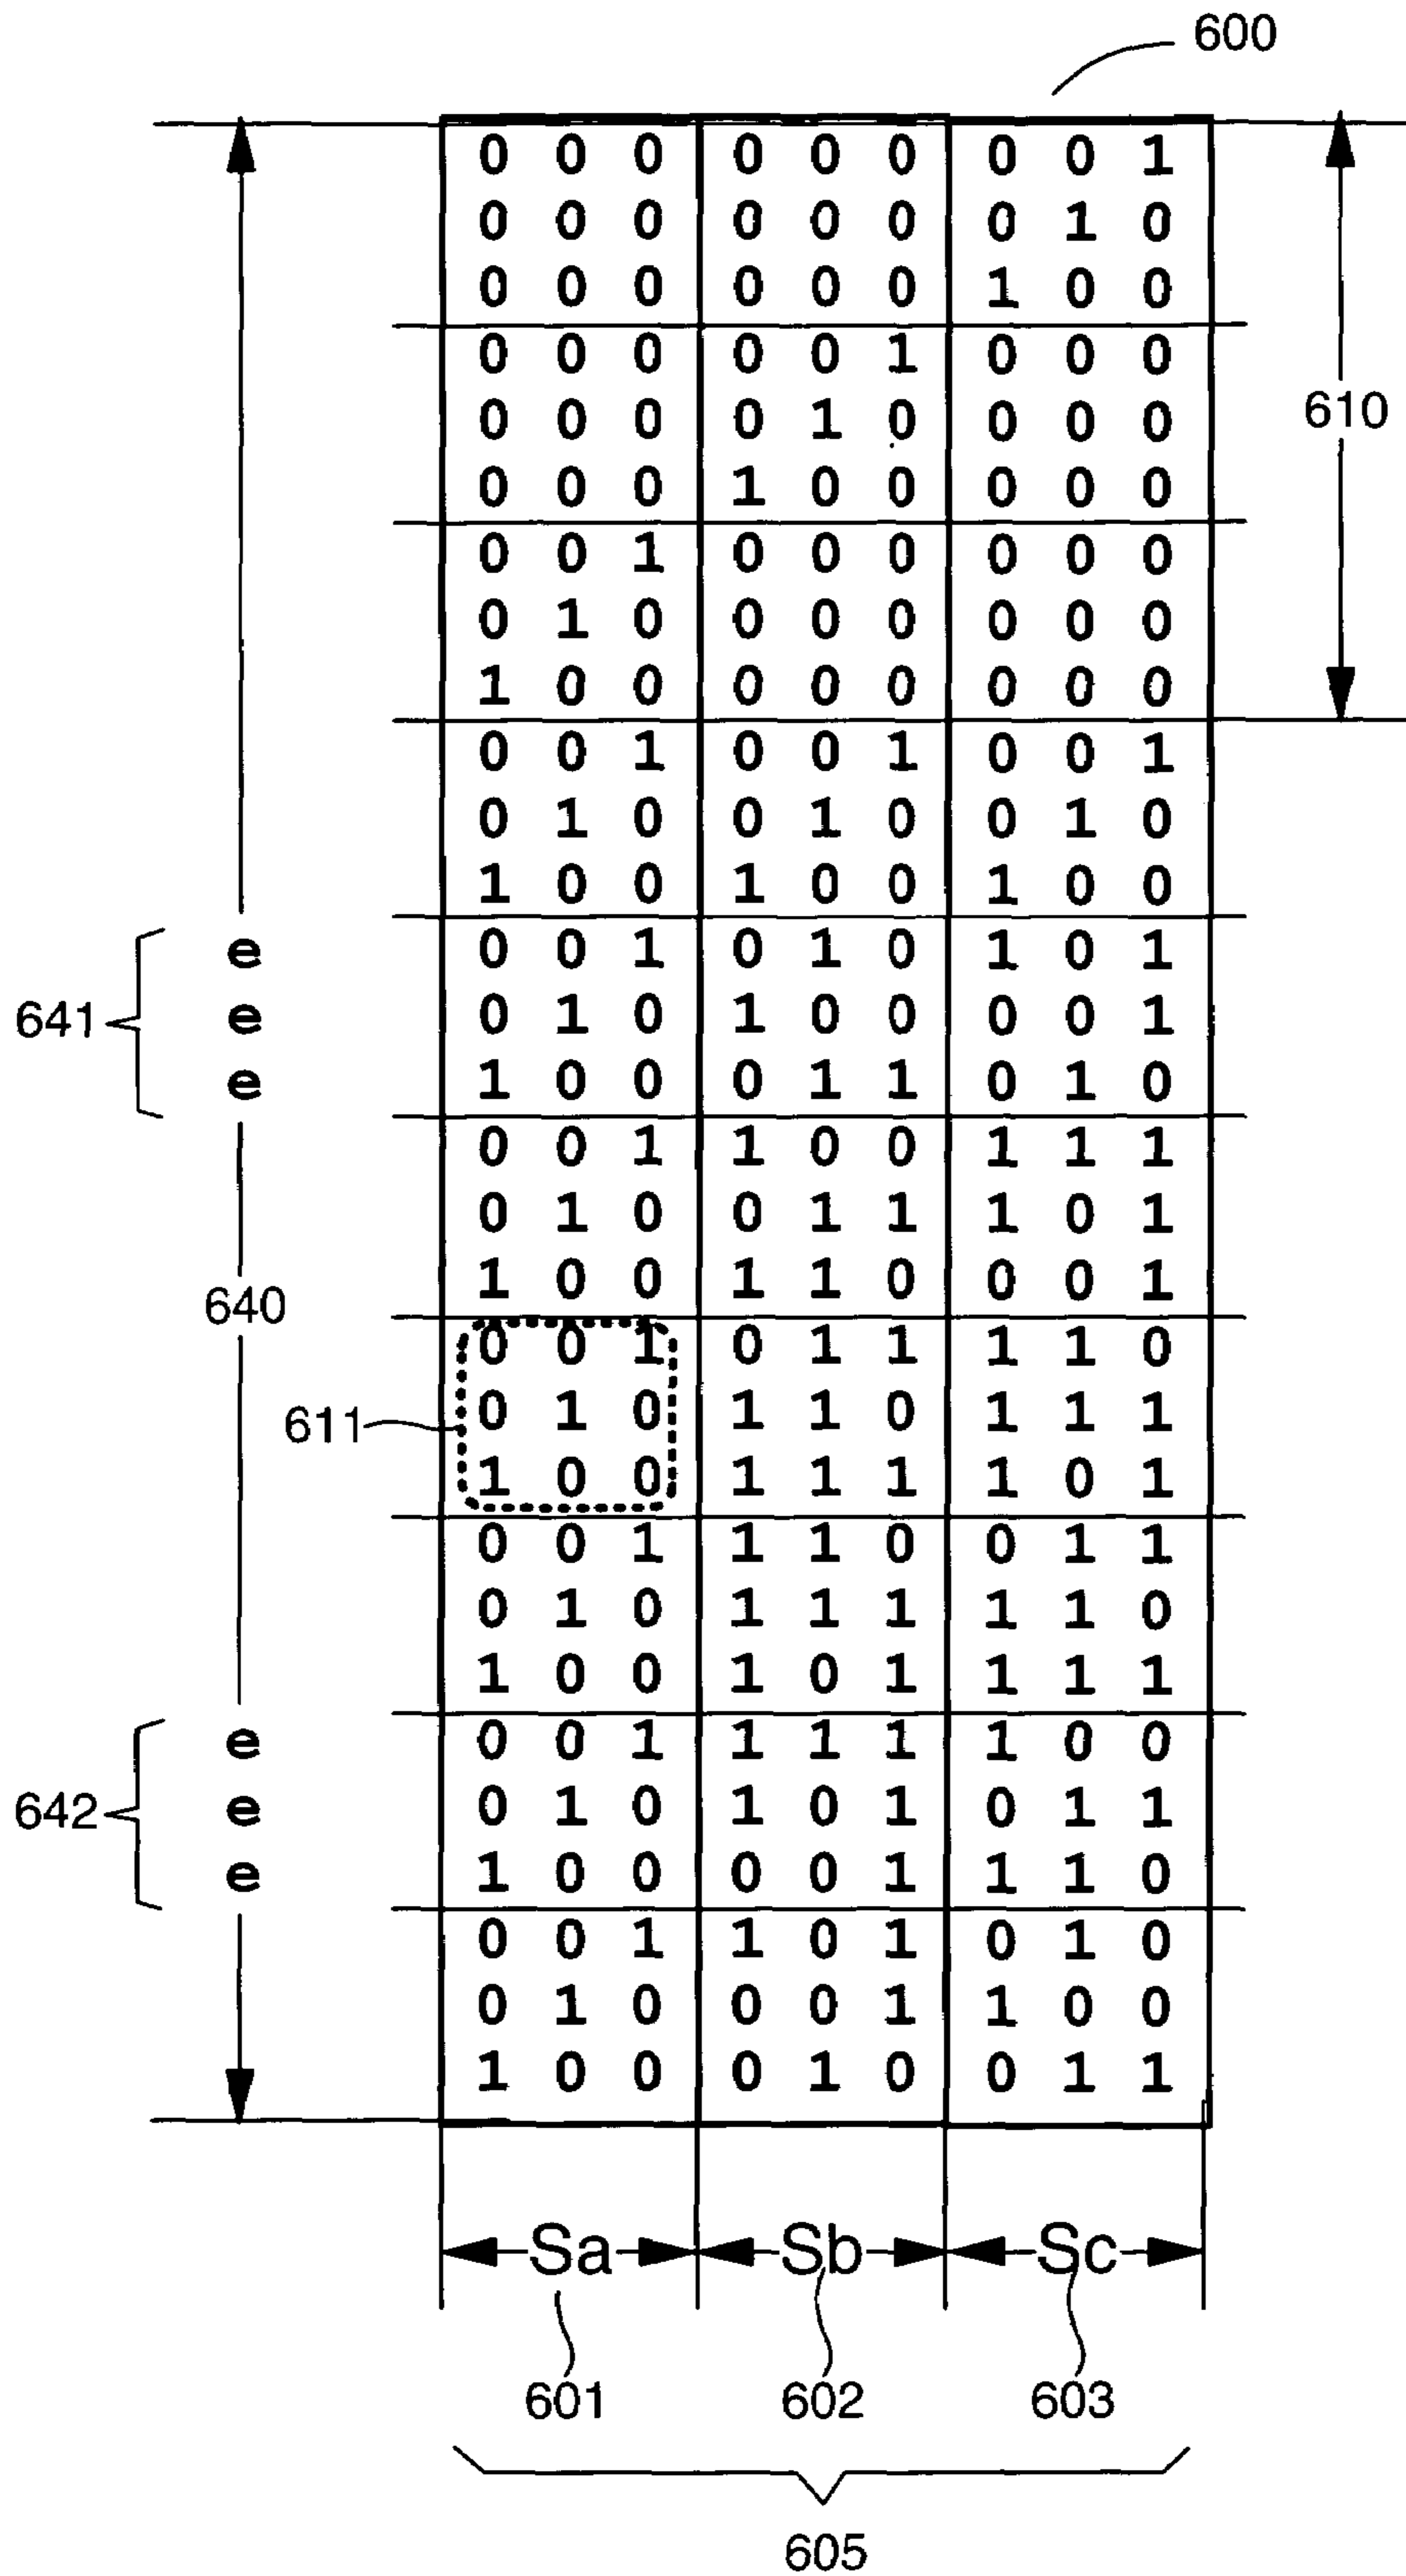 600
0 0 0 0 0 0 0 0 1
0 0 0 0 0 0 0 1 0
0 0 0 0 0 0 1 0 0
0 0 0 0 0 1 0 0 0
0 0 0 0 1 0 0 0 0
610
0 0 0 1 0 0 0 0 0
0 0 1 0 0 0 0 0 0
0 1 0 0 0 0 0 0 0
1 0 0 0 0 0 0 0 0
0 0 1 0 0 1 0 0 1
0 1 0 0 1 0 0 1 0
1 0 0 1 0 0 1 0 0
e 0 0 1 0 1 0 1 0 1
641 e 0 1 0 1 0 0 0 0 1
e 1 0 0 0 1 1 0 1 0
0 0 1 1 0 0 1 1 1
0 1 0 0 1 1 1 0 1
1 0 0 1 1 0 0 0 1
640
0 0 1 0 1 1 1 1 0
611 0 1 0 1 1 0 1 1 1
1 0 0 1 1 1 1 0 1
0 0 1 1 1 0 0 1 1
0 1 0 1 1 1 1 1 0
1 0 0 1 0 1 1 1 1
e 0 0 1 1 1 1 1 0 0
642 e 0 1 0 1 0 1 0 1 1
e 1 0 0 0 0 1 1 1 0
0 0 1 1 0 1 0 1 0
0 1 0 0 0 1 1 0 0
1 0 0 0 1 0 0 1 1
Sa Sb Sc
601 602 603
605